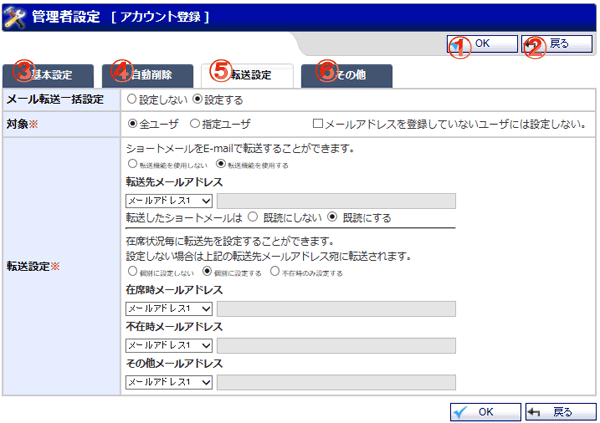 管理者設定 [ アカウント登録 ]
① OK ② 戻る
③基本設定 ④自動削除 ⑤転送設定 ⑥その他
メール転送一括設定 設定しない 設定する
対象※ 全ユーザ 指定ユーザ メールアドレスを登録していないユーザには設定しない。
ショートメールをE-mailで転送することができます。
転送機能を使用しない 転送機能を使用する
転送先メールアドレス
メールアドレス1
転送したショートメールは 既読にしない 既読にする
在席状況毎に転送先を設定することができます。
設定しない場合は上記の転送先メールアドレス宛に転送されます。
転送設定※
個別に設定しない 個別に設定する 不在時のみ設定する
在席時メールアドレス
メールアドレス1
不在時メールアドレス
メールアドレス1
その他メールアドレス
メールアドレス1
OK 戻る